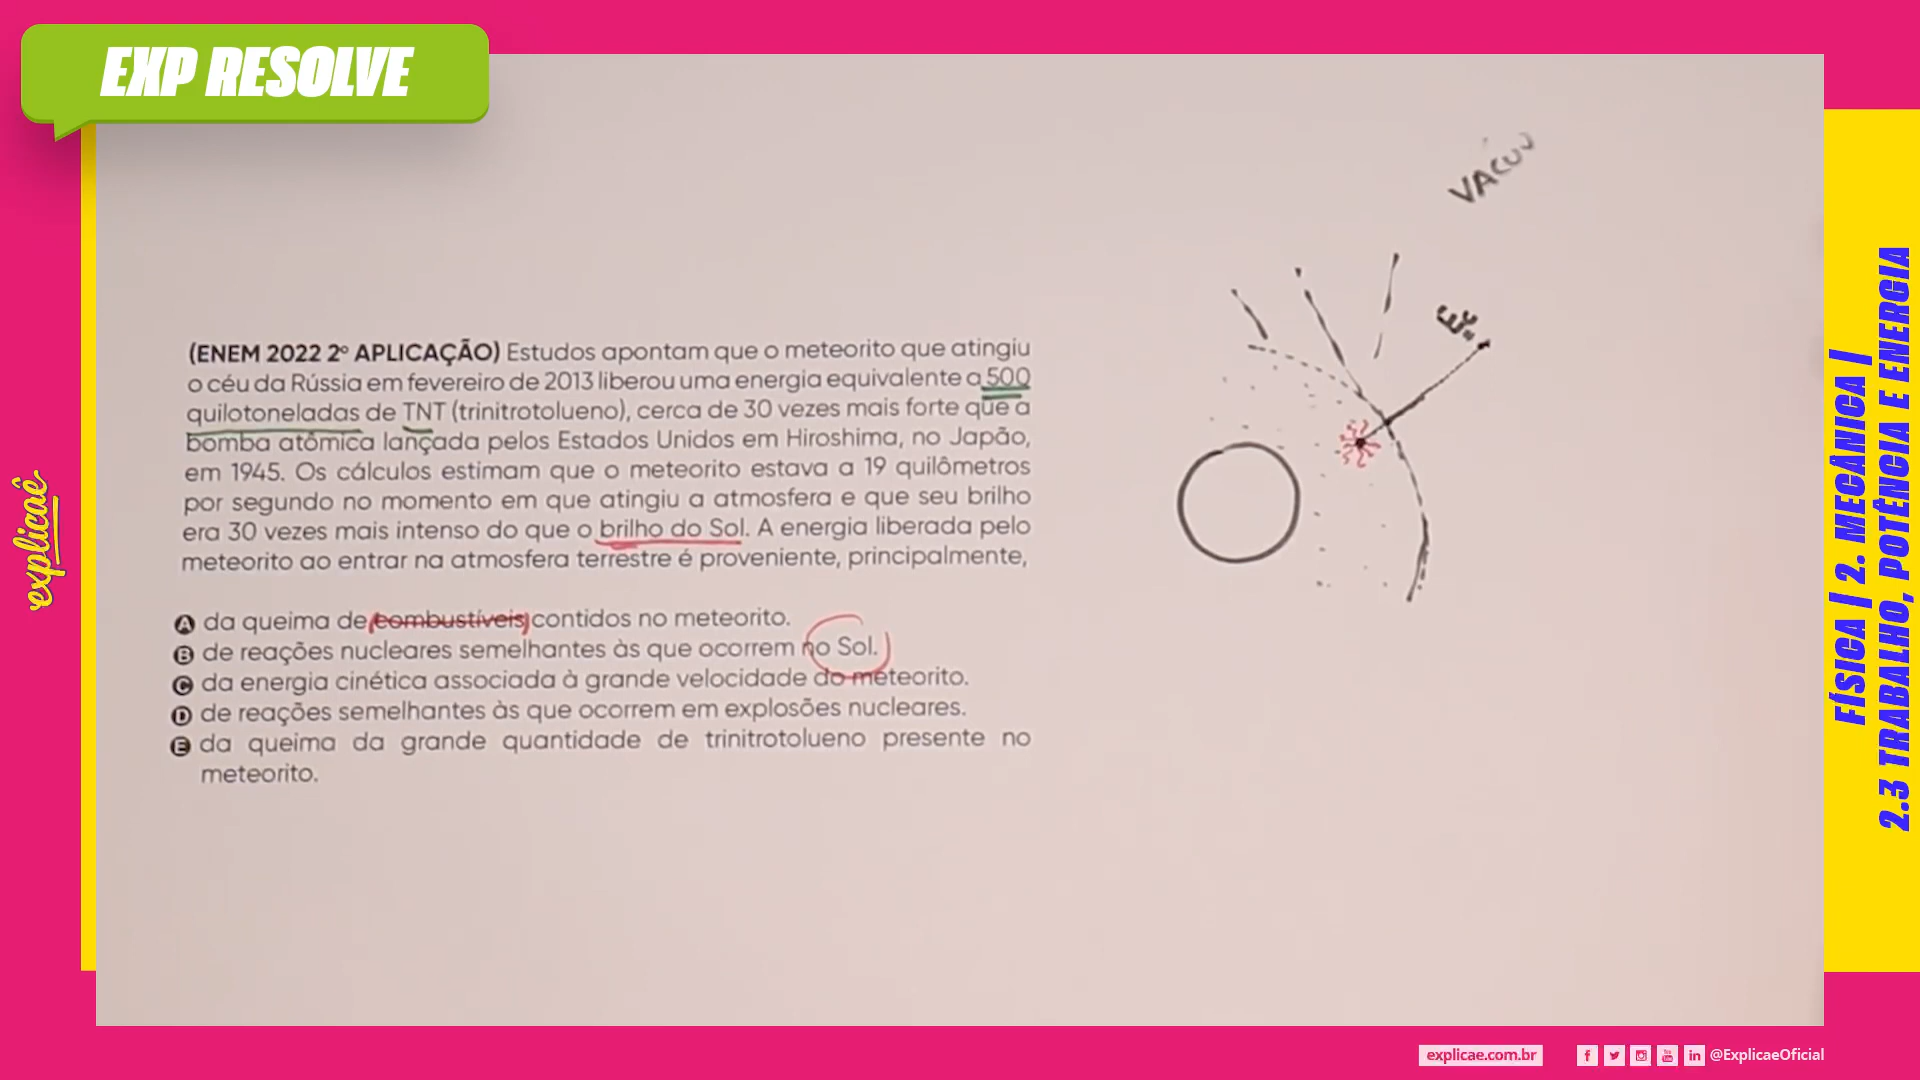 EXP RESOLVE
VÁCUO
(ENEM 2022 2º APLICAÇÃO) Estudos apontam que o meteorito que atingiu
o céu da Rússia em fevereiro de 2013 liberou uma energia equivalente a 500
quilotoneladas de TNT (trinitrotolueno), cerca de 30 vezes mais forte que a
bomba atômica lançada pelos Estados Unidos em Hiroshima, no Japão,
em 1945. Os cálculos estimam que o meteorito estava a 19 quilômetros
por segundo no momento em que atingiu a atmosfera e que seu brilho
era 30 vezes mais intenso do que o brilho do Sol. A energia liberada pelo
meteorito ao entrar na atmosfera terrestre é proveniente, principalmente,
A da queima de combustíveis contidos no meteorito.
B de reações nucleares semelhantes às que ocorrem no Sol.
C da energia cinética associada à grande velocidade do meteorito.
D de reações semelhantes às que ocorrem em explosões nucleares.
E da queima da grande quantidade de trinitrotolueno presente no
meteorito.
explicaê
FÍSICA | 2. MECÂNICA |
2.3 TRABALHO, POTÊNCIA E ENERGIA
explicae.com.br
@ExplicaeOficial